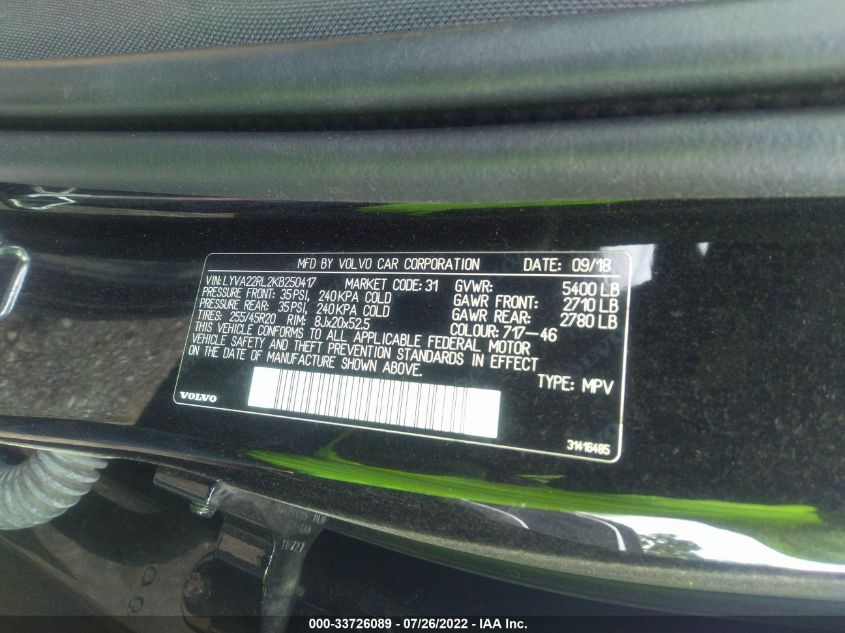 MFD BY VOLVO CAR CORPORATION DATE: 09/18
VIN: LYVA22RL2KB250417 MARKET CODE: 31 GVWR: 5400 LB
PRESSURE FRONT: 35PSI, 240KPA COLD GAWR FRONT: 2710 LB
PRESSURE REAR: 35PSI, 240KPA COLD GAWR REAR: 2780 LB
TIRES: 255/45R20 RIM: 8Jx20x52.5 COLOUR: 717-46
THIS VEHICLE CONFORMS TO ALL APPLICABLE FEDERAL MOTOR
VEHICLE SAFETY AND THEFT PREVENTION STANDARDS IN EFFECT
ON THE DATE OF MANUFACTURE SHOWN ABOVE.
TYPE: MPV
VOLVO
31416495
000-33726089 - 07/26/2022 - IAA Inc.